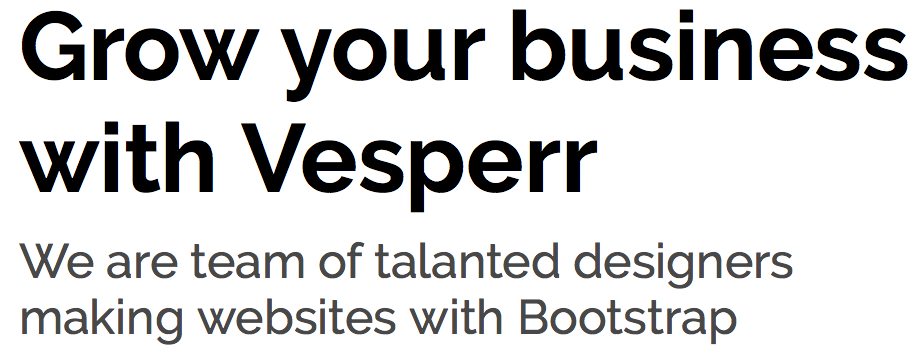 Grow your business
with Vesperr
We are team of talanted designers
making websites with Bootstrap